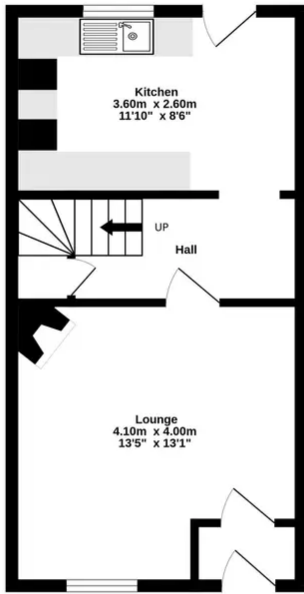 Kitchen
3.60m x 2.60m
11'10" x 8'6"
UP
Hall
Lounge
4.10m x 4.00m
13'5" x 13'1"